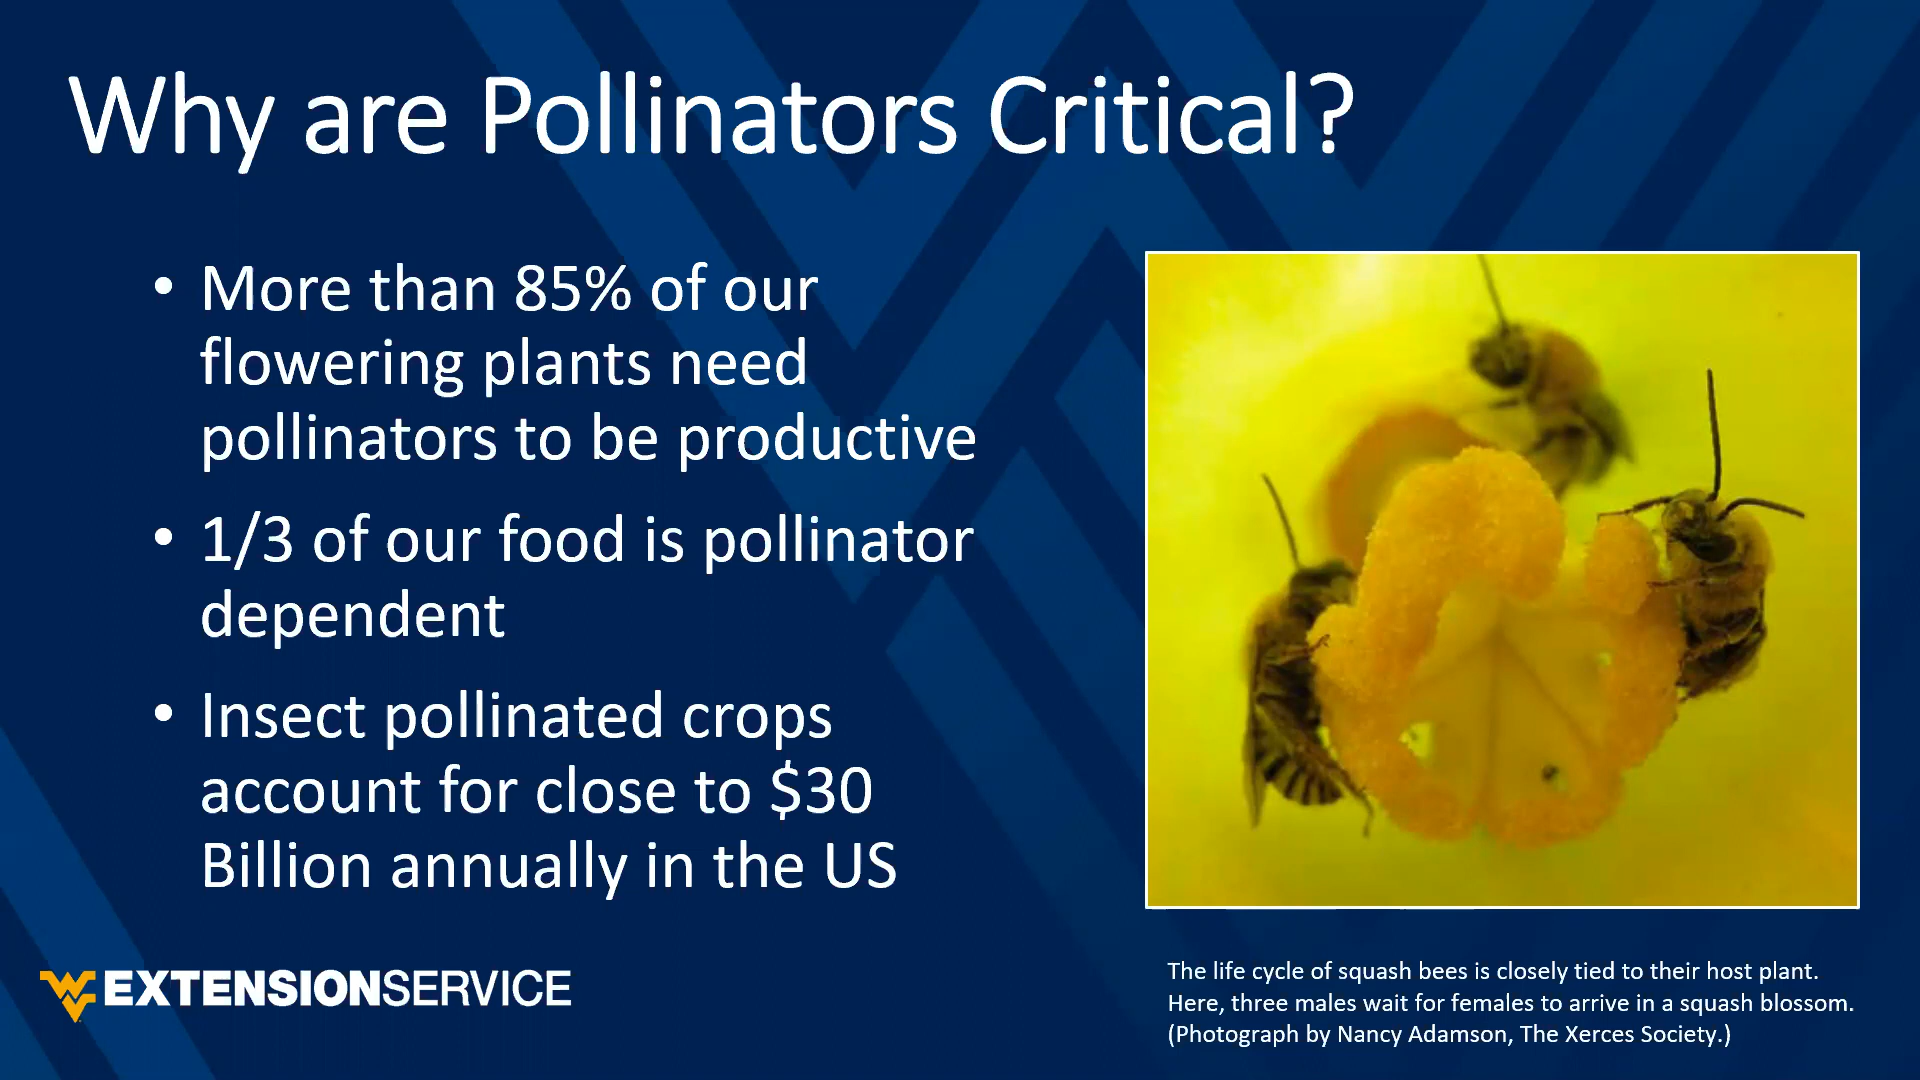 Why are Pollinators Critical?
• More than 85% of our
flowering plants need
pollinators to be productive
• 1/3 of our food is pollinator
dependent
• Insect pollinated crops
account for close to $30
Billion annually in the US
WV EXTENSIONSERVICE
The life cycle of squash bees is closely tied to their host plant.
Here, three males wait for females to arrive in a squash blossom.
(Photograph by Nancy Adamson, The Xerces Society.)